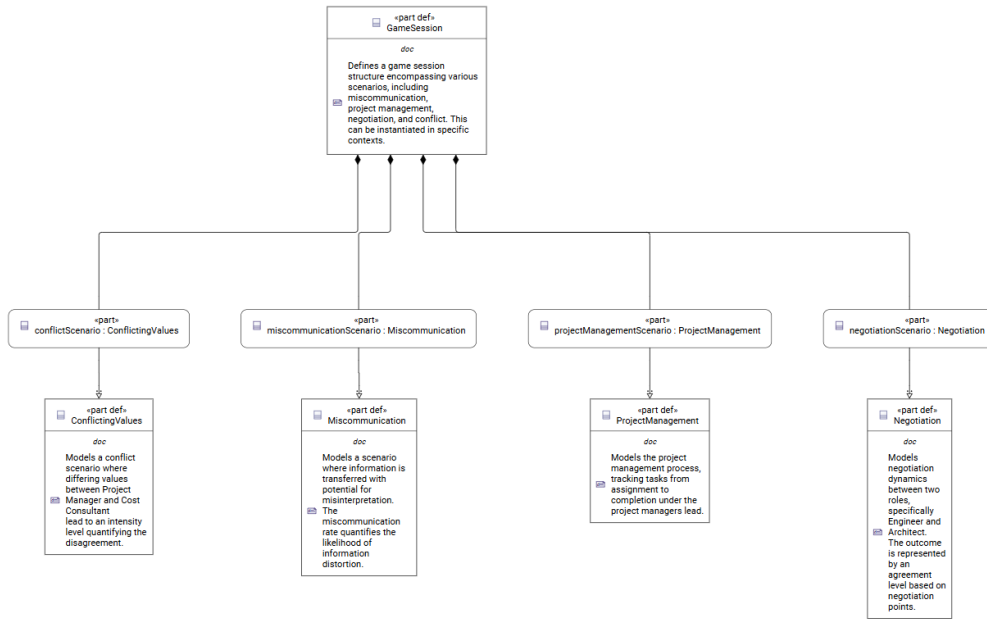 «part def»
GameSession
doc
Defines a game session
structure encompassing various
scenarios, including
miscommunication,
project management,
negotiation, and conflict. This
can be instantiated in specific
contexts.
«part»
conflictScenario : ConflictingValues
«part»
miscommunicationScenario : Miscommunication
«part»
projectManagementScenario : ProjectManagement
«part»
negotiationScenario : Negotiation
«part def»
ConflictingValues
doc
Models a conflict
scenario where
differing values
between Project
Manager and Cost
Consultant
lead to an intensity
level quantifying the
disagreement.
«part def»
Miscommunication
doc
Models a scenario
where information is
transferred with
potential for
misinterpretation.
The
miscommunication
rate quantifies the
likelihood of
information
distortion.
«part def»
ProjectManagement
doc
Models the project
management process,
tracking tasks from
assignment to
completion under the
project managers lead.
«part def»
Negotiation
doc
Models
negotiation
dynamics
between two
roles,
specifically
Engineer and
Architect.
The outcome
is represented
by an
agreement
level based on
negotiation
points.